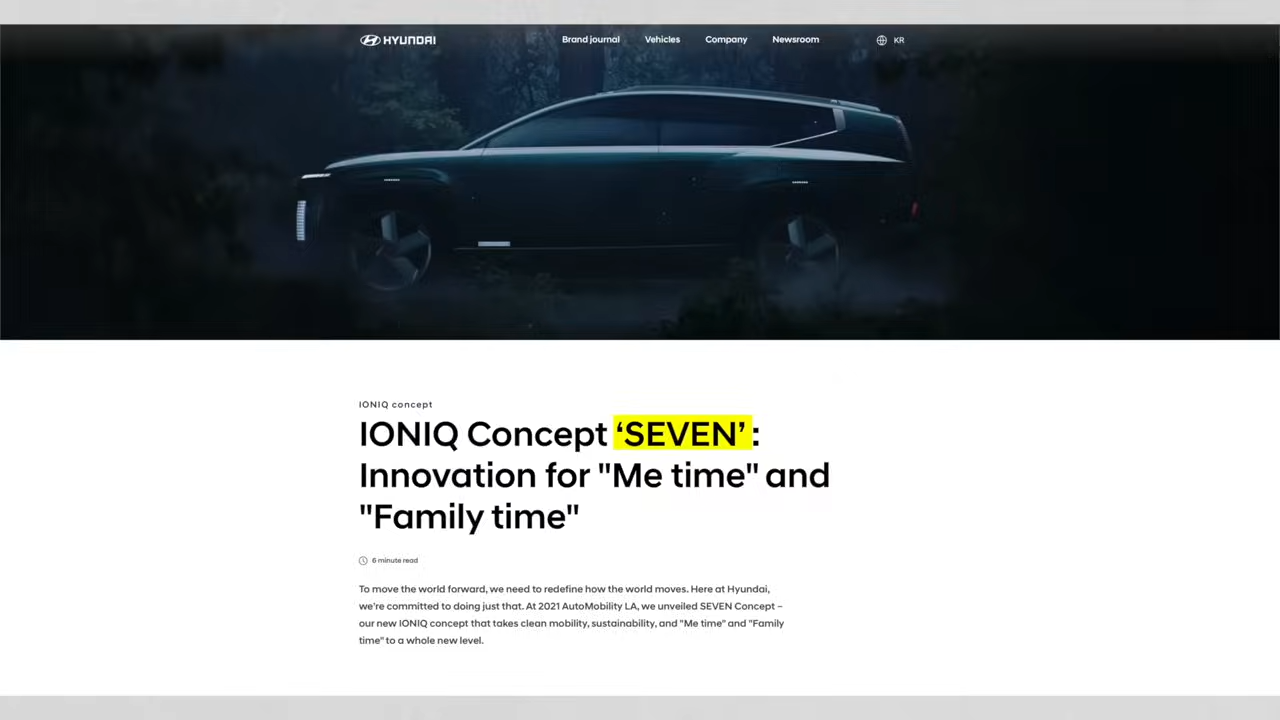 HYUNDAI
Brand journal Vehicles Company Newsroom KR
IONIQ concept
IONIQ Concept ‘SEVEN’ :
Innovation for "Me time" and
"Family time"
6 minute read
To move the world forward, we need to redefine how the world moves. Here at Hyundai,
we're committed to doing just that. At 2021 AutoMobility LA, we unveiled SEVEN Concept –
our new IONIQ concept that takes clean mobility, sustainability, and "Me time" and "Family
time" to a whole new level.